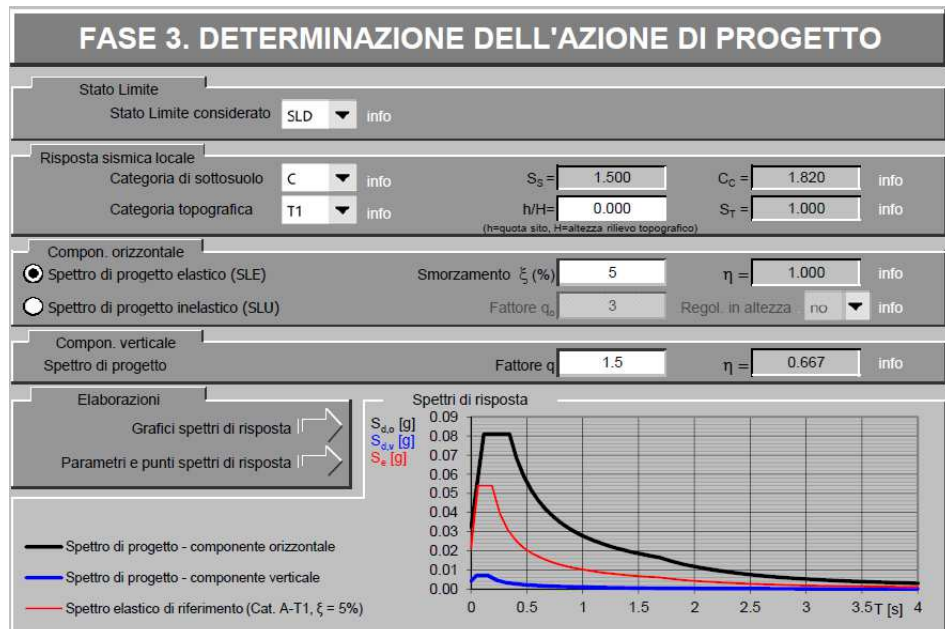 FASE 3. DETERMINAZIONE DELL'AZIONE DI PROGETTO
Stato Limite
Stato Limite considerato SLD info
Risposta sismica locale
Categoria di sottosuolo C info S_S = 1.500 C_C = 1.820 info
Categoria topografica T1 info h/H= 0.000 S_T = 1.000 info
(h=quota sito, H=altezza rilievo topografico)
Compon. orizzontale
Spettro di progetto elastico (SLE) Smorzamento ξ (%) 5 η = 1.000 info
Spettro di progetto inelastico (SLU) Fattore q_o 3 Regol. in altezza no info
Compon. verticale
Spettro di progetto Fattore q 1.5 η = 0.667 info
Elaborazioni
Grafici spettri di risposta
Parametri e punti spettri di risposta
Spettri di risposta
S_d,o [g]
S_d,v [g]
S_e [g]
0.09
0.08
0.07
0.06
0.05
0.04
0.03
0.02
0.01
0.00
0 0.5 1 1.5 2 2.5 3 3.5 T [s] 4
Spettro di progetto - componente orizzontale
Spettro di progetto - componente verticale
Spettro elastico di riferimento (Cat. A-T1, ξ = 5%)